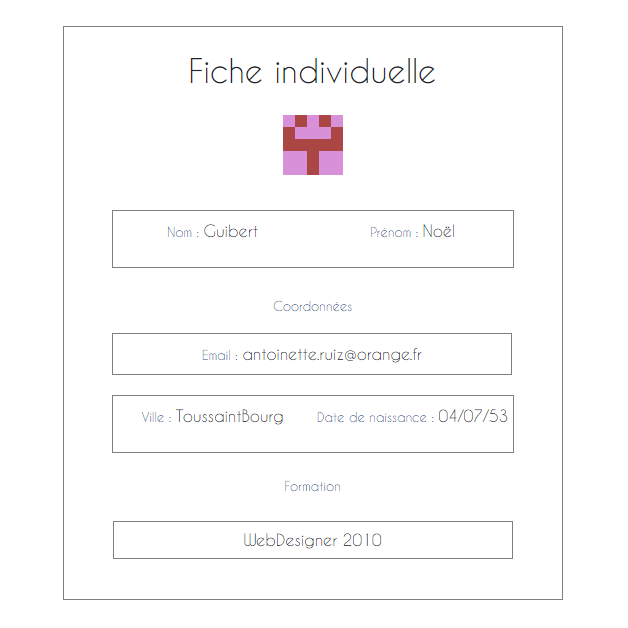 Fiche individuelle
Nom : Guibert Prénom : Noël
Coordonnées
Email : antoinette.ruiz@orange.fr
Ville : ToussaintBourg Date de naissance : 04/07/53
Formation
WebDesigner 2010